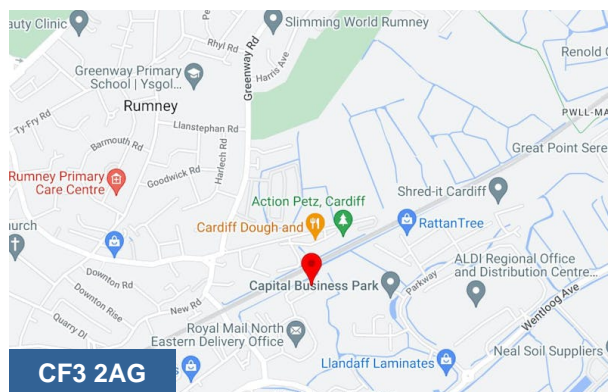 eauty Clinic
Slimming World Rumney
Rhyl Rd
Greenway Rd
Harris Ave
Renold C
Greenway Primary
School | Ysgol...
Rumney
PWLL-MA
Ty-Fry Rd
Llanstephan Rd
Barmouth Rd
Harlech Rd
Great Point Sere
Rumney Primary
Care Centre
Goodwick Rd
Shred-it Cardiff
Action Petz, Cardiff
Cardiff Dough and
RattanTree
hurch
ALDI Regional Office
and Distribution Centre...
Downton Rd
Capital Business Park
Parkway
Downton Rise
New Rd
Wentloog Ave
Quarry Dl
Royal Mail North
Eastern Delivery Office
Llandaff Laminates
Neal Soil Suppliers
CF3 2AG